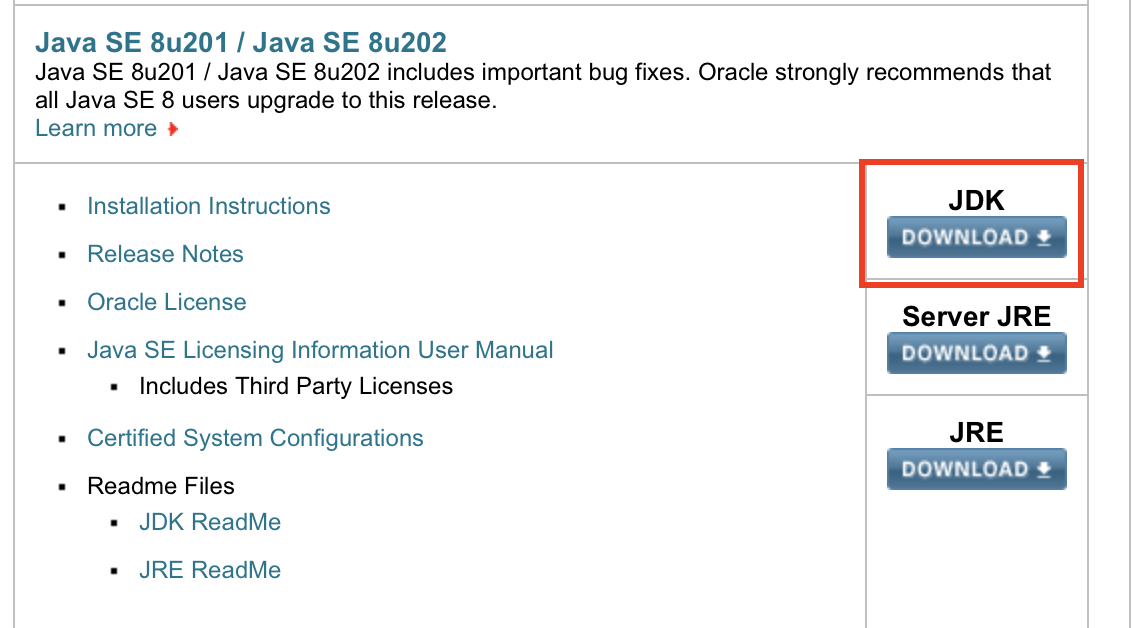 Java SE 8u201 / Java SE 8u202
Java SE 8u201 / Java SE 8u202 includes important bug fixes. Oracle strongly recommends that
all Java SE 8 users upgrade to this release.
Learn more
Installation Instructions
Release Notes
Oracle License
Java SE Licensing Information User Manual
Includes Third Party Licenses
Certified System Configurations
Readme Files
JDK ReadMe
JRE ReadMe
JDK
DOWNLOAD
Server JRE
DOWNLOAD
JRE
DOWNLOAD